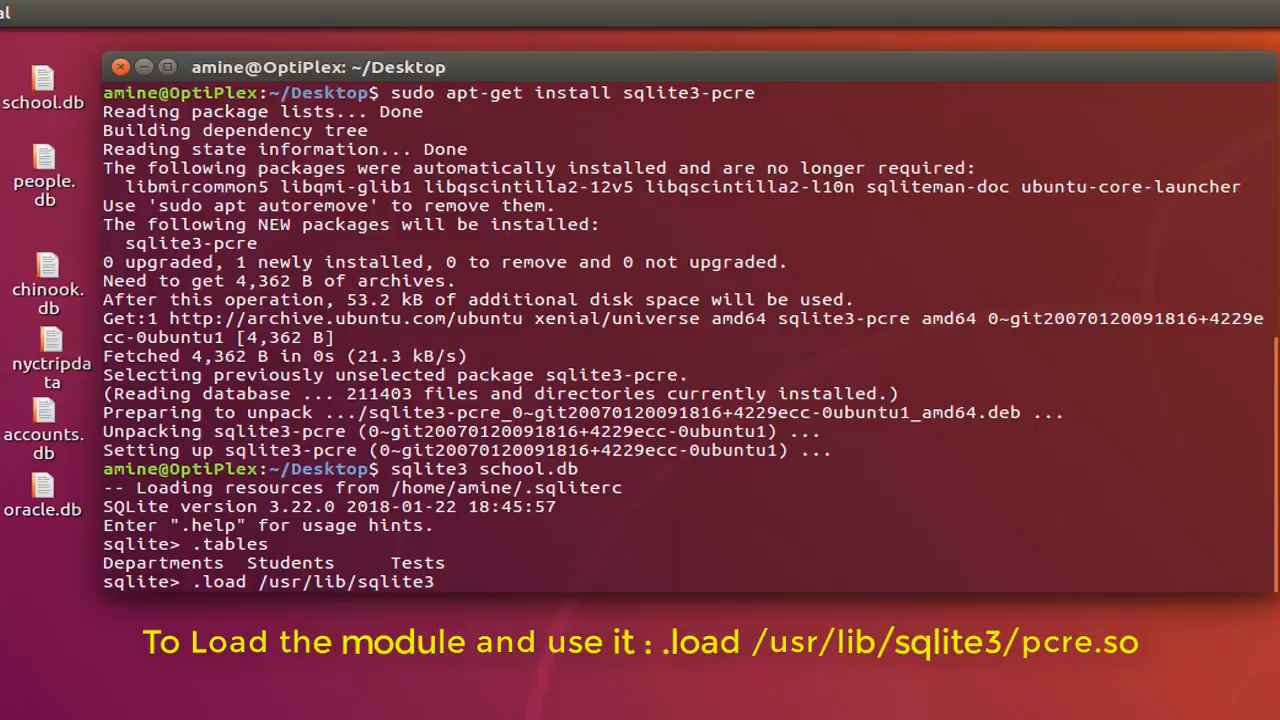 al
school.db
people.
db
chinook.
db
nyctripda
ta
accounts.
db
oracle.db
amine@OptiPlex: ~/Desktop
amine@OptiPlex:~/Desktop$ sudo apt-get install sqlite3-pcre
Reading package lists... Done
Building dependency tree
Reading state information... Done
The following packages were automatically installed and are no longer required:
libmircommon5 libqmi-glib1 libqscintilla2-12v5 libqscintilla2-l10n sqliteman-doc ubuntu-core-launcher
Use 'sudo apt autoremove' to remove them.
The following NEW packages will be installed:
sqlite3-pcre
0 upgraded, 1 newly installed, 0 to remove and 0 not upgraded.
Need to get 4,362 B of archives.
After this operation, 53.2 kB of additional disk space will be used.
Get:1 http://archive.ubuntu.com/ubuntu xenial/universe amd64 sqlite3-pcre amd64 0~git20070120091816+4229e
cc-0ubuntu1 [4,362 B]
Fetched 4,362 B in 0s (21.3 kB/s)
Selecting previously unselected package sqlite3-pcre.
(Reading database ... 211403 files and directories currently installed.)
Preparing to unpack .../sqlite3-pcre_0~git20070120091816+4229ecc-0ubuntu1_amd64.deb ...
Unpacking sqlite3-pcre (0~git20070120091816+4229ecc-0ubuntu1) ...
Setting up sqlite3-pcre (0~git20070120091816+4229ecc-0ubuntu1) ...
amine@OptiPlex:~/Desktop$ sqlite3 school.db
-- Loading resources from /home/amine/.sqliterc
SQLite version 3.22.0 2018-01-22 18:45:57
Enter ".help" for usage hints.
sqlite> .tables
Departments Students Tests
sqlite> .load /usr/lib/sqlite3
To Load the module and use it : .load /usr/lib/sqlite3/pcre.so